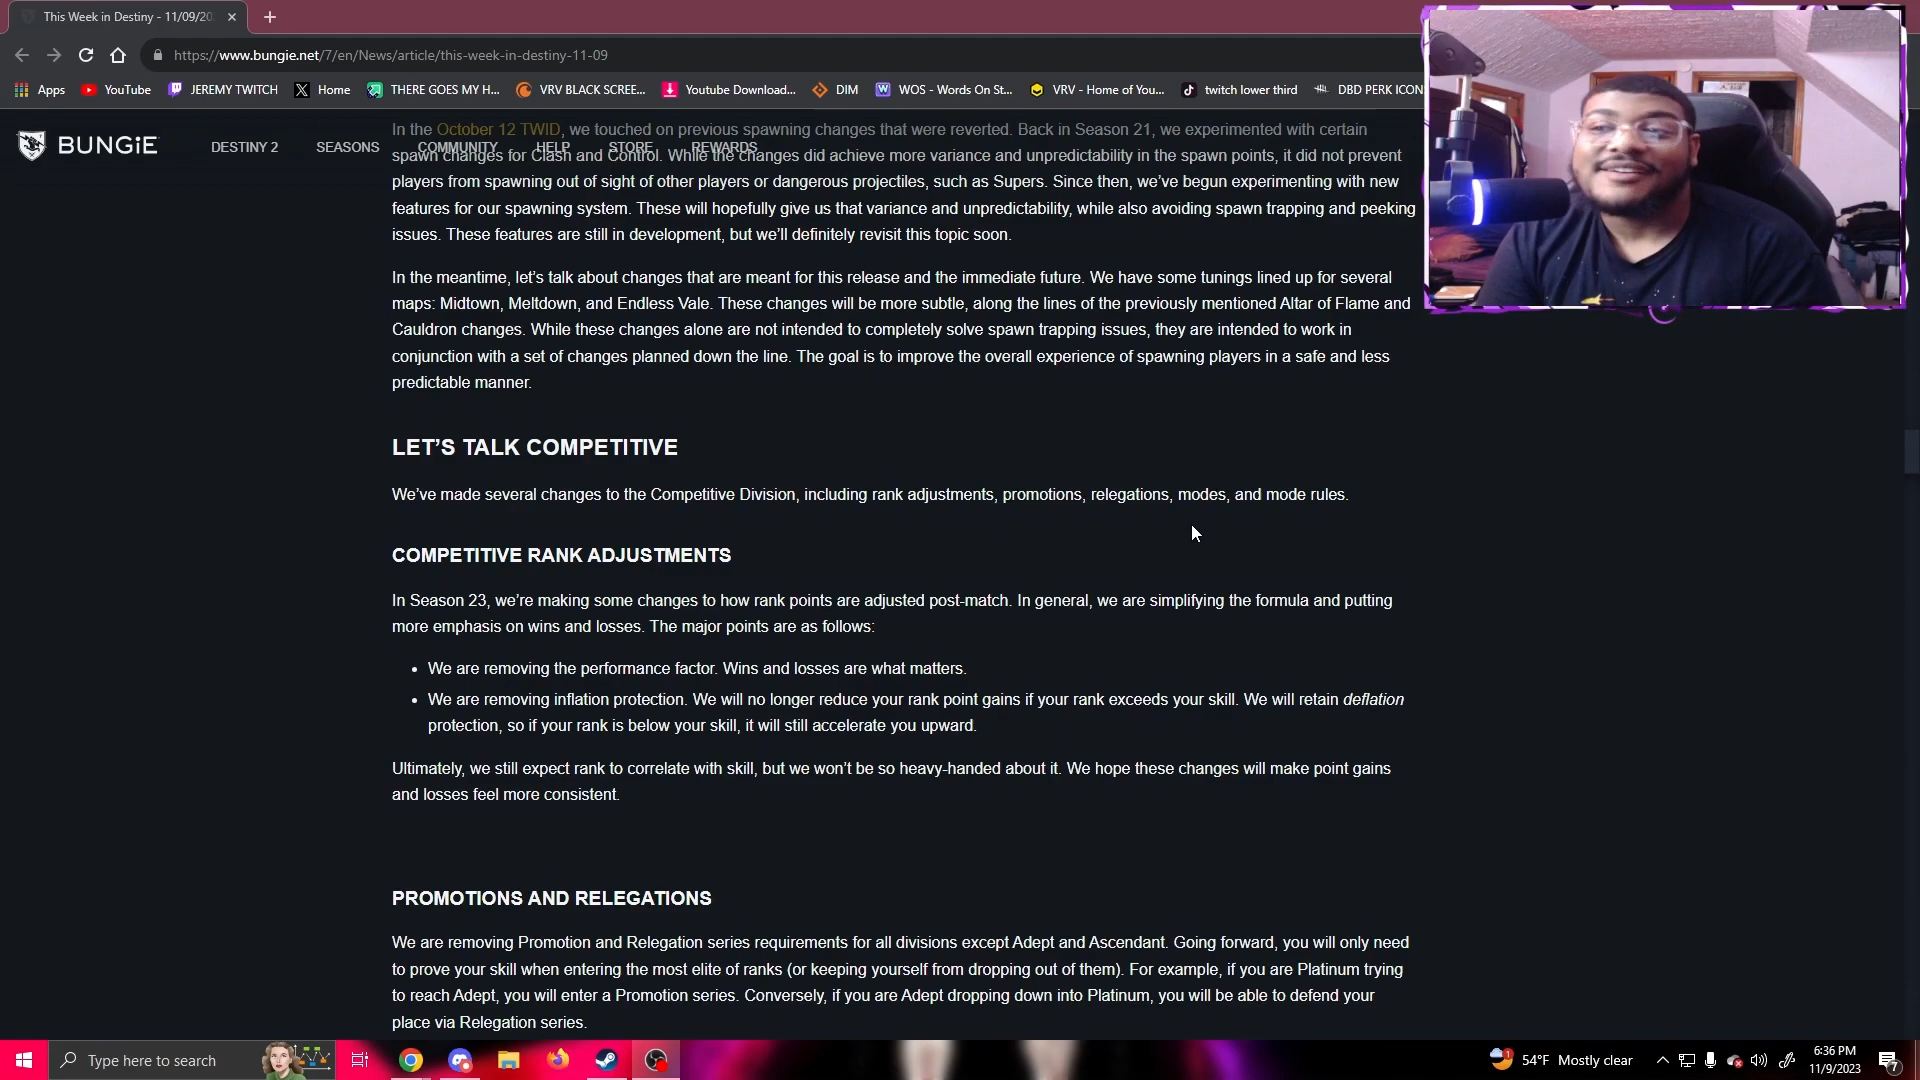 This Week in Destiny - 11/09/20
https://www.bungie.net/7/en/News/article/this-week-in-destiny-11-09
Apps YouTube JEREMY TWITCH Home THERE GOES MY H... VRV BLACK SCREE... Youtube Download... DIM WOS - Words On St... VRV - Home of You... twitch lower third DBD PERK ICON
BUNGiE DESTINY 2 SEASONS COMMUNITY HELP STORE REWARDS
In the October 12 TWID, we touched on previous spawning changes that were reverted. Back in Season 21, we experimented with certain
spawn changes for Clash and Control. While the changes did achieve more variance and unpredictability in the spawn points, it did not prevent
players from spawning out of sight of other players or dangerous projectiles, such as Supers. Since then, we've begun experimenting with new
features for our spawning system. These will hopefully give us that variance and unpredictability, while also avoiding spawn trapping and peeking
issues. These features are still in development, but we'll definitely revisit this topic soon.
In the meantime, let's talk about changes that are meant for this release and the immediate future. We have some tunings lined up for several
maps: Midtown, Meltdown, and Endless Vale. These changes will be more subtle, along the lines of the previously mentioned Altar of Flame and
Cauldron changes. While these changes alone are not intended to completely solve spawn trapping issues, they are intended to work in
conjunction with a set of changes planned down the line. The goal is to improve the overall experience of spawning players in a safe and less
predictable manner.
LET'S TALK COMPETITIVE
We've made several changes to the Competitive Division, including rank adjustments, promotions, relegations, modes, and mode rules.
COMPETITIVE RANK ADJUSTMENTS
In Season 23, we're making some changes to how rank points are adjusted post-match. In general, we are simplifying the formula and putting
more emphasis on wins and losses. The major points are as follows:
• We are removing the performance factor. Wins and losses are what matters.
• We are removing inflation protection. We will no longer reduce your rank point gains if your rank exceeds your skill. We will retain deflation
protection, so if your rank is below your skill, it will still accelerate you upward.
Ultimately, we still expect rank to correlate with skill, but we won't be so heavy-handed about it. We hope these changes will make point gains
and losses feel more consistent.
PROMOTIONS AND RELEGATIONS
We are removing Promotion and Relegation series requirements for all divisions except Adept and Ascendant. Going forward, you will only need
to prove your skill when entering the most elite of ranks (or keeping yourself from dropping out of them). For example, if you are Platinum trying
to reach Adept, you will enter a Promotion series. Conversely, if you are Adept dropping down into Platinum, you will be able to defend your
place via Relegation series.
Type here to search
54°F Mostly clear
6:36 PM
11/9/2023
7